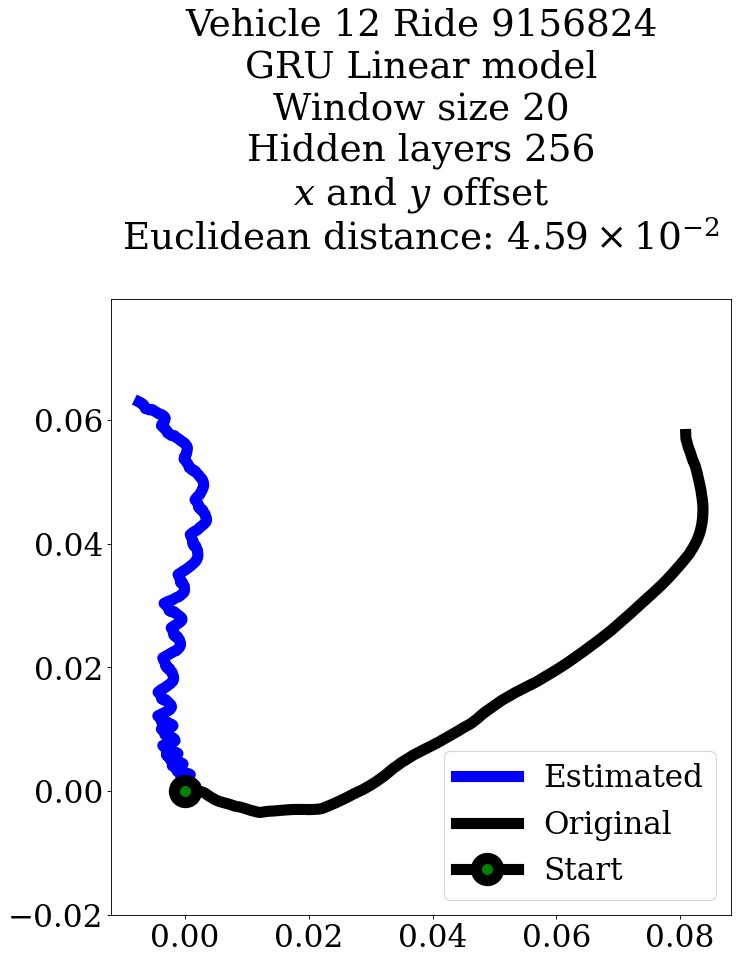 Vehicle 12 Ride 9156824
GRU Linear model
Window size 20
Hidden layers 256
x and y offset
Euclidean distance: 4.59 × 10⁻²
0.06
0.04
0.02
0.00
−0.02
0.00 0.02 0.04 0.06 0.08
Estimated
Original
Start